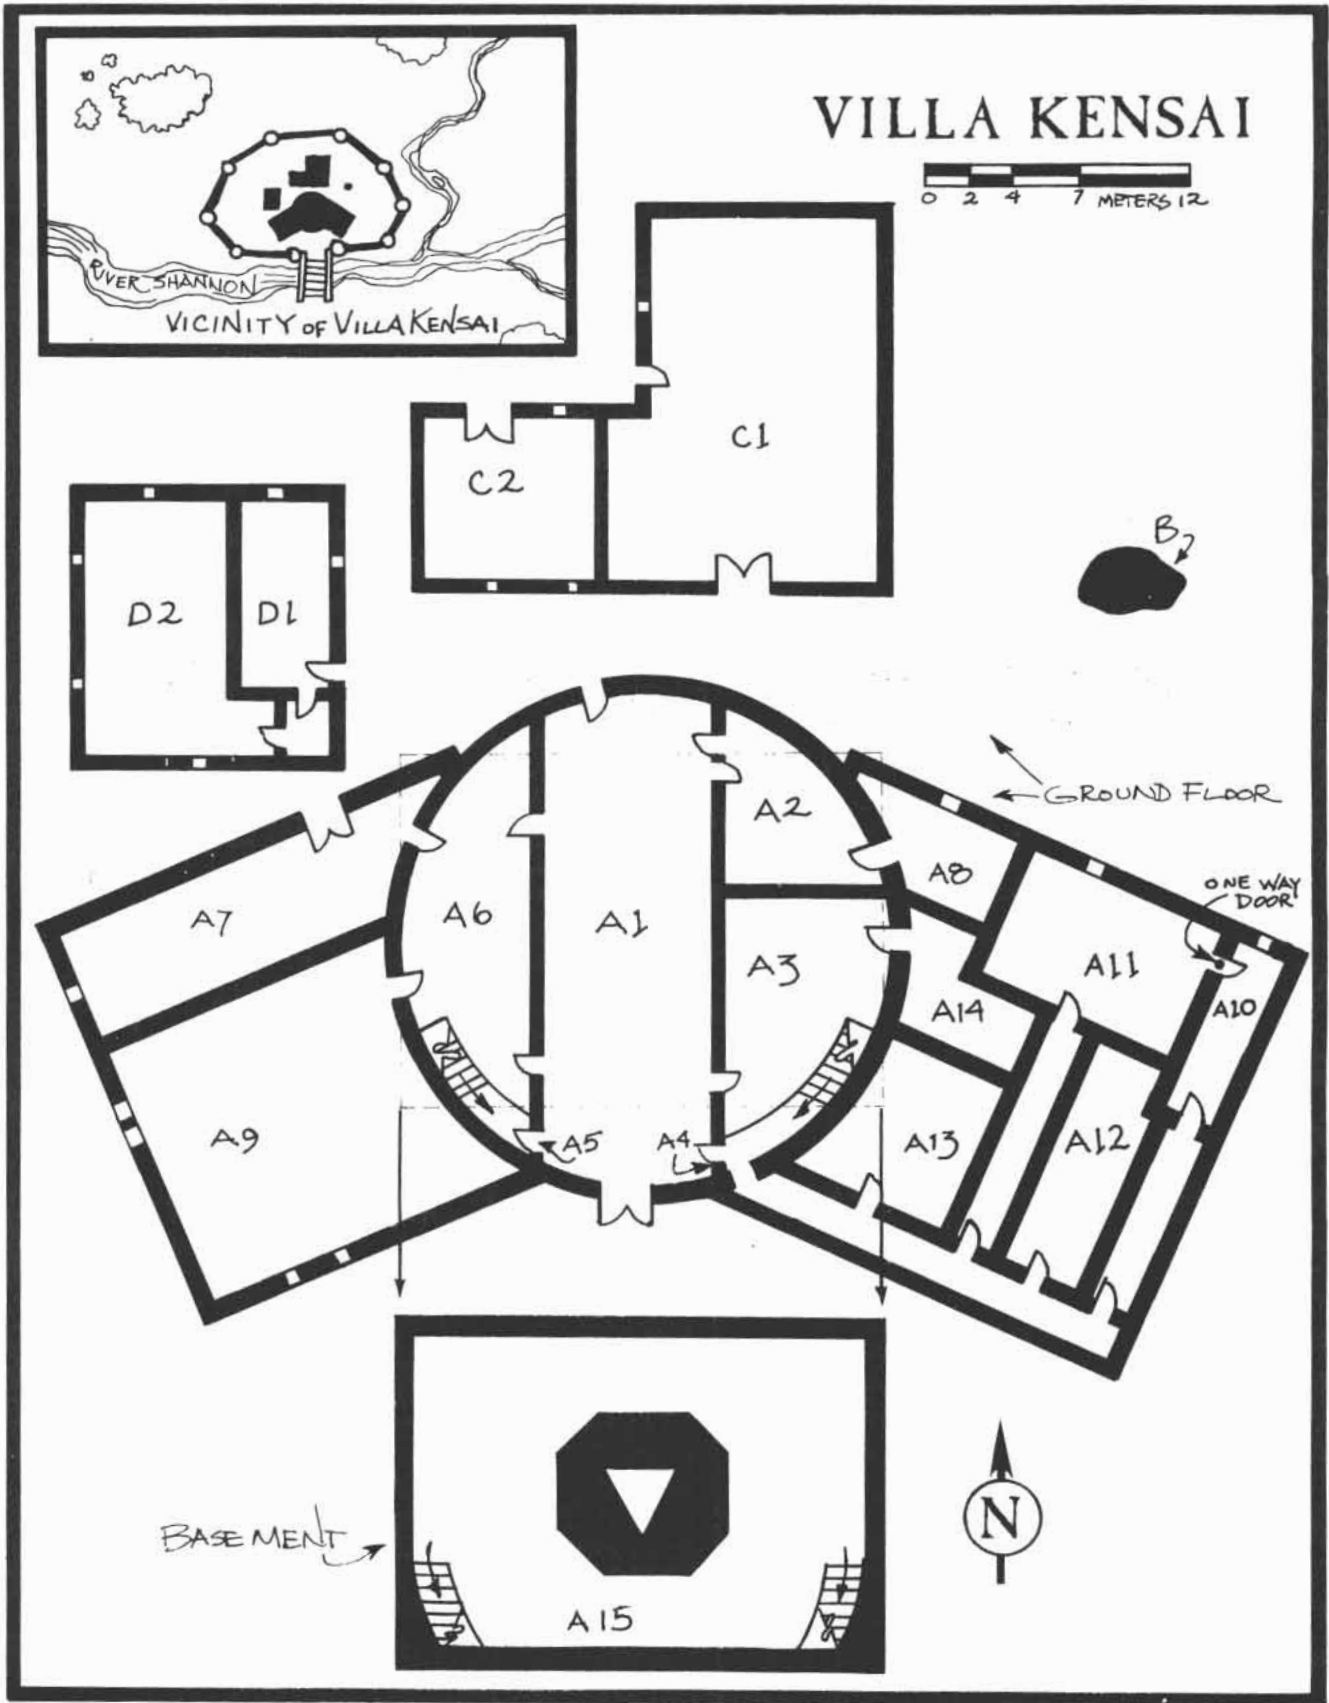 VILLA KENSAI
0 2 4 7 METERS 12
RIVER SHANNON
VICINITY OF VILLA KENSAI
C1
C2
B
D2
D1
GROUND FLOOR
A2
A8
ONE WAY
DOOR
A7
A6
A1
A3
A11
A10
A14
A9
A5
A4
A13
A12
BASEMENT
A15
N